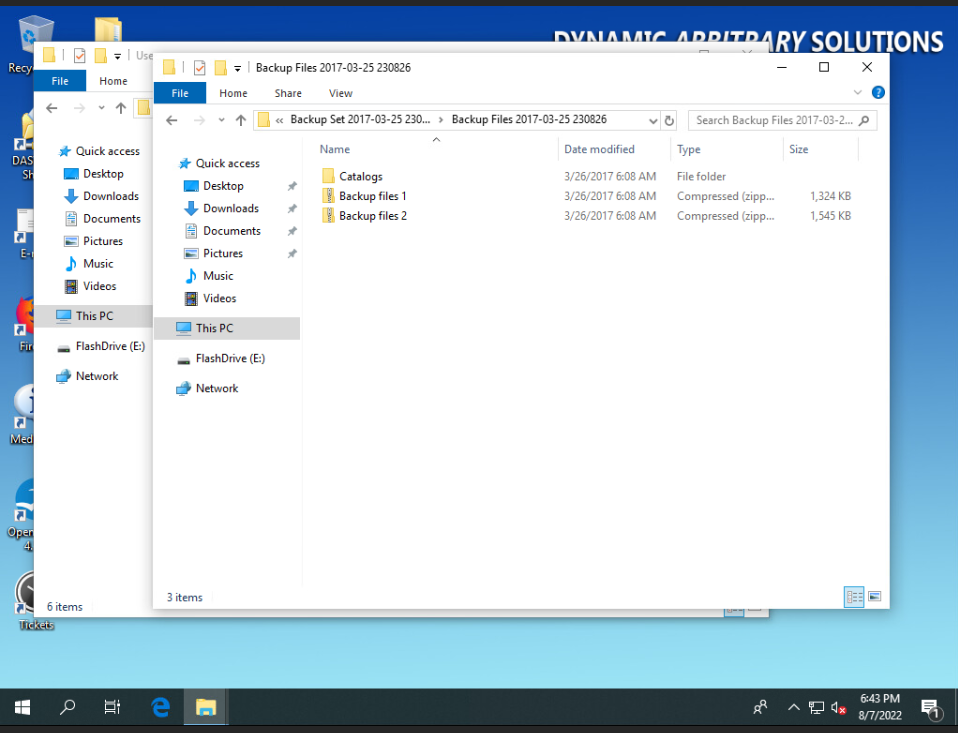 DYNAMIC ARBITRARY SOLUTIONS
Recy
Use
File
Home
Backup Files 2017-03-25 230826
File
Home
Share
View
« Backup Set 2017-03-25 230... › Backup Files 2017-03-25 230826
Search Backup Files 2017-03-2...
Quick access
Desktop
Downloads
Documents
Pictures
Music
Videos
This PC
FlashDrive (E:)
Network
6 items
Quick access
Desktop
Downloads
Documents
Pictures
Music
Videos
This PC
FlashDrive (E:)
Network
Name
Date modified
Type
Size
Catalogs
3/26/2017 6:08 AM
File folder
Backup files 1
3/26/2017 6:08 AM
Compressed (zipp...
1,324 KB
Backup files 2
3/26/2017 6:08 AM
Compressed (zipp...
1,545 KB
3 items
DAS
Sh
E-
Fir
Med
Open
4.
Tickets
6:43 PM
8/7/2022
1